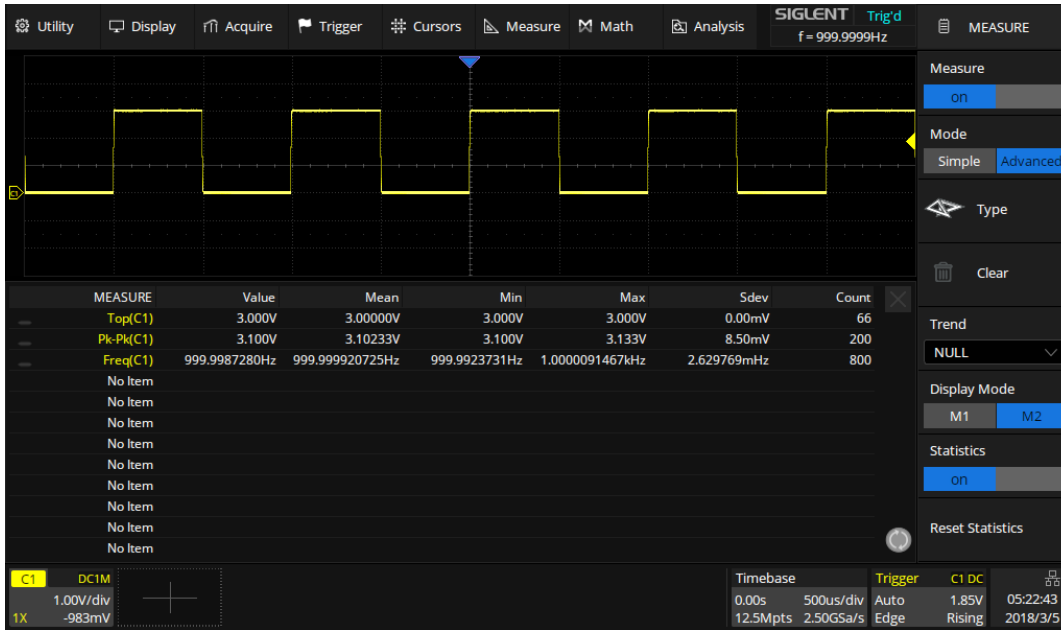 Utility Display Acquire Trigger Cursors Measure Math Analysis SIGLENT Trig'd
f = 999.9999Hz
MEASURE
Measure
on
Mode
Simple Advanced
Type
Clear
Trend
NULL
Display Mode
M1 M2
Statistics
on
Reset Statistics
C1
MEASURE Value Mean Min Max Sdev Count
Top(C1) 3.000V 3.00000V 3.000V 3.000V 0.00mV 66
Pk-Pk(C1) 3.100V 3.10233V 3.100V 3.133V 8.50mV 200
Freq(C1) 999.9987280Hz 999.999920725Hz 999.9923731Hz 1.0000091467kHz 2.629769mHz 800
No Item
No Item
No Item
No Item
No Item
No Item
No Item
No Item
No Item
C1 DC1M
1.00V/div
1X -983mV
Timebase
0.00s 500us/div
12.5Mpts 2.50GSa/s
Trigger C1 DC
Auto 1.85V
Edge Rising
05:22:43
2018/3/5